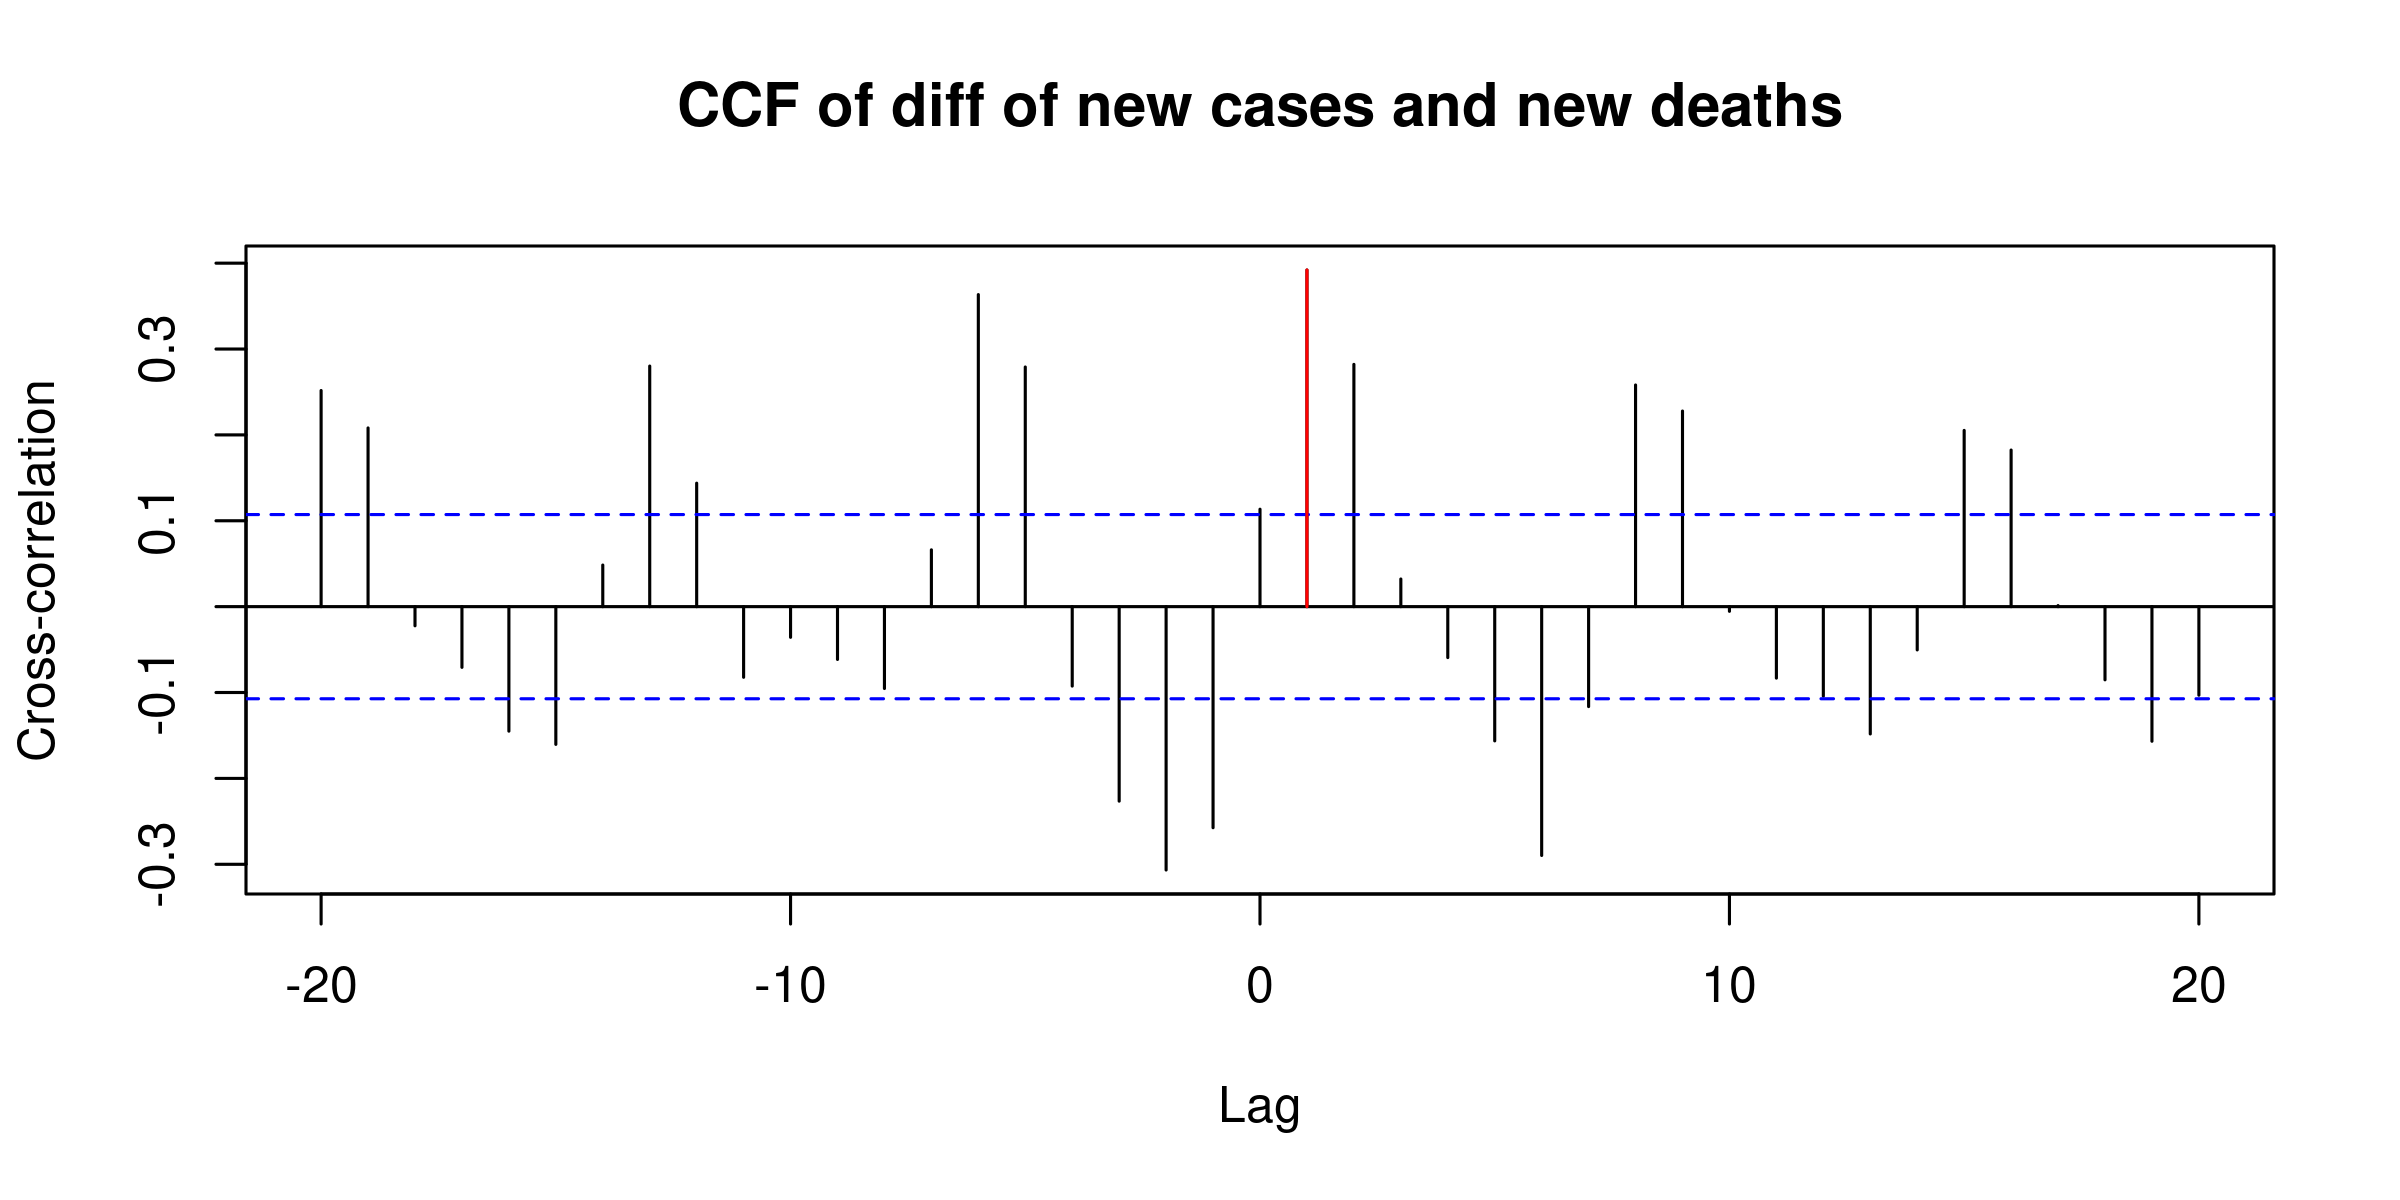 CCF of diff of new cases and new deaths
Cross-correlation
0.3
0.1
-0.1
-0.3
-20 -10 0 10 20
Lag